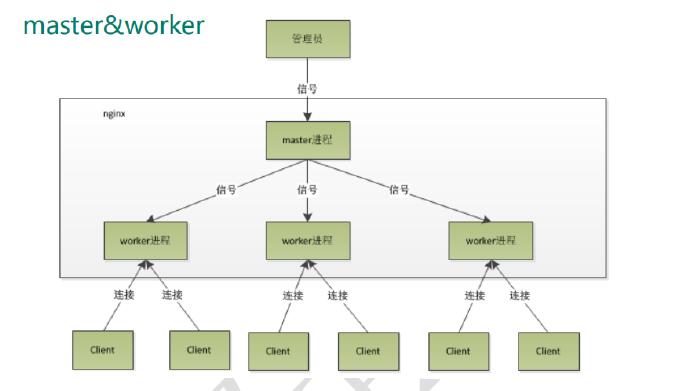 master&worker
管理员
信号
nginx
master进程
信号 信号 信号
worker进程 worker进程 worker进程
连接 连接 连接 连接 连接 连接
Client Client Client Client Client Client